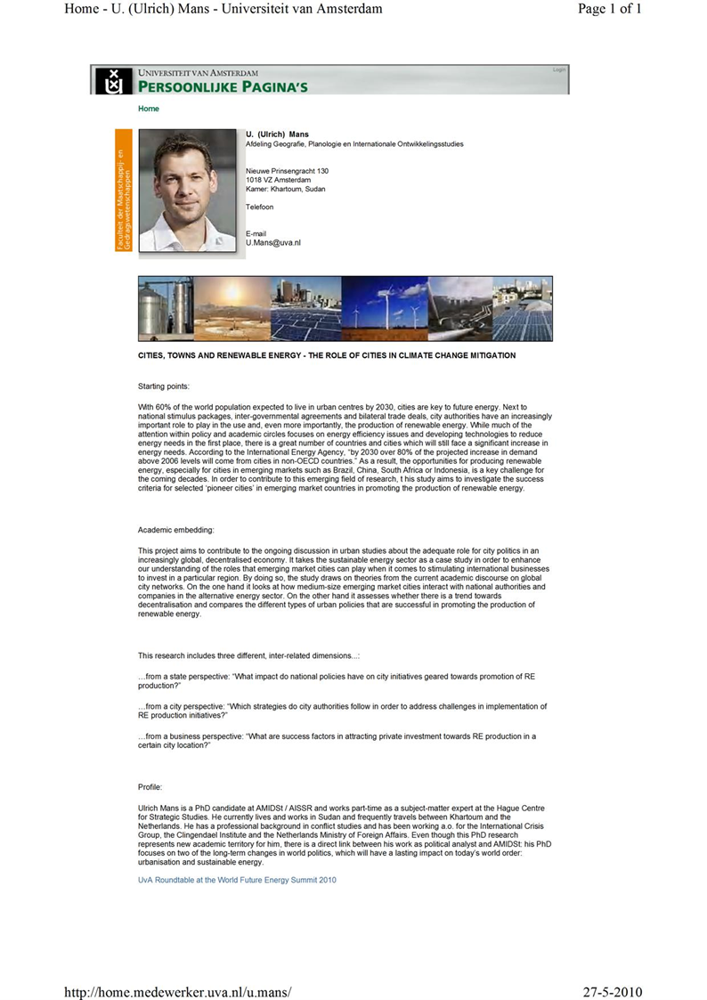 Home - U. (Ulrich) Mans - Universiteit van Amsterdam
Page 1 of 1
UNIVERSITEIT VAN AMSTERDAM
Login
PERSOONLIJKE PAGINA'S
Home
Faculteit der Maatschappij- en
Gedragswetenschappen
U. (Ulrich) Mans
Afdeling Geografie, Planologie en Internationale Ontwikkelingsstudies
Nieuwe Prinsengracht 130
1018 VZ Amsterdam
Kamer: Khartoum, Sudan
Telefoon
E-mail
U.Mans@uva.nl
CITIES, TOWNS AND RENEWABLE ENERGY - THE ROLE OF CITIES IN CLIMATE CHANGE MITIGATION
Starting points:
With 60% of the world population expected to live in urban centres by 2030, cities are key to future energy. Next to
national stimulus packages, inter-governmental agreements and bilateral trade deals, city authorities have an increasingly
important role to play in the use and, even more importantly, the production of renewable energy. While much of the
attention within policy and academic circles focuses on energy efficiency issues and developing technologies to reduce
energy needs in the first place, there is a great number of countries and cities which will still face a significant increase in
energy needs. According to the International Energy Agency, “by 2030 over 80% of the projected increase in demand
above 2006 levels will come from cities in non-OECD countries.” As a result, the opportunities for producing renewable
energy, especially for cities in emerging markets such as Brazil, China, South Africa or Indonesia, is a key challenge for
the coming decades. In order to contribute to this emerging field of research, t his study aims to investigate the success
criteria for selected ‘pioneer cities’ in emerging market countries in promoting the production of renewable energy.
Academic embedding:
This project aims to contribute to the ongoing discussion in urban studies about the adequate role for city politics in an
increasingly global, decentralised economy. It takes the sustainable energy sector as a case study in order to enhance
our understanding of the roles that emerging market cities can play when it comes to stimulating international businesses
to invest in a particular region. By doing so, the study draws on theories from the current academic discourse on global
city networks. On the one hand it looks at how medium-size emerging market cities interact with national authorities and
companies in the alternative energy sector. On the other hand it assesses whether there is a trend towards
decentralisation and compares the different types of urban policies that are successful in promoting the production of
renewable energy.
This research includes three different, inter-related dimensions...:
…from a state perspective: “What impact do national policies have on city initiatives geared towards promotion of RE
production?”
…from a city perspective: “Which strategies do city authorities follow in order to address challenges in implementation of
RE production initiatives?”
…from a business perspective: “What are success factors in attracting private investment towards RE production in a
certain city location?”
Profile:
Ulrich Mans is a PhD candidate at AMIDSt / AISSR and works part-time as a subject-matter expert at the Hague Centre
for Strategic Studies. He currently lives and works in Sudan and frequently travels between Khartoum and the
Netherlands. He has a professional background in conflict studies and has been working a.o. for the International Crisis
Group, the Clingendael Institute and the Netherlands Ministry of Foreign Affairs. Even though this PhD research
represents new academic territory for him, there is a direct link between his work as political analyst and AMIDSt: his PhD
focuses on two of the long-term changes in world politics, which will have a lasting impact on today’s world order:
urbanisation and sustainable energy.
UvA Roundtable at the World Future Energy Summit 2010
http://home.medewerker.uva.nl/u.mans/
27-5-2010